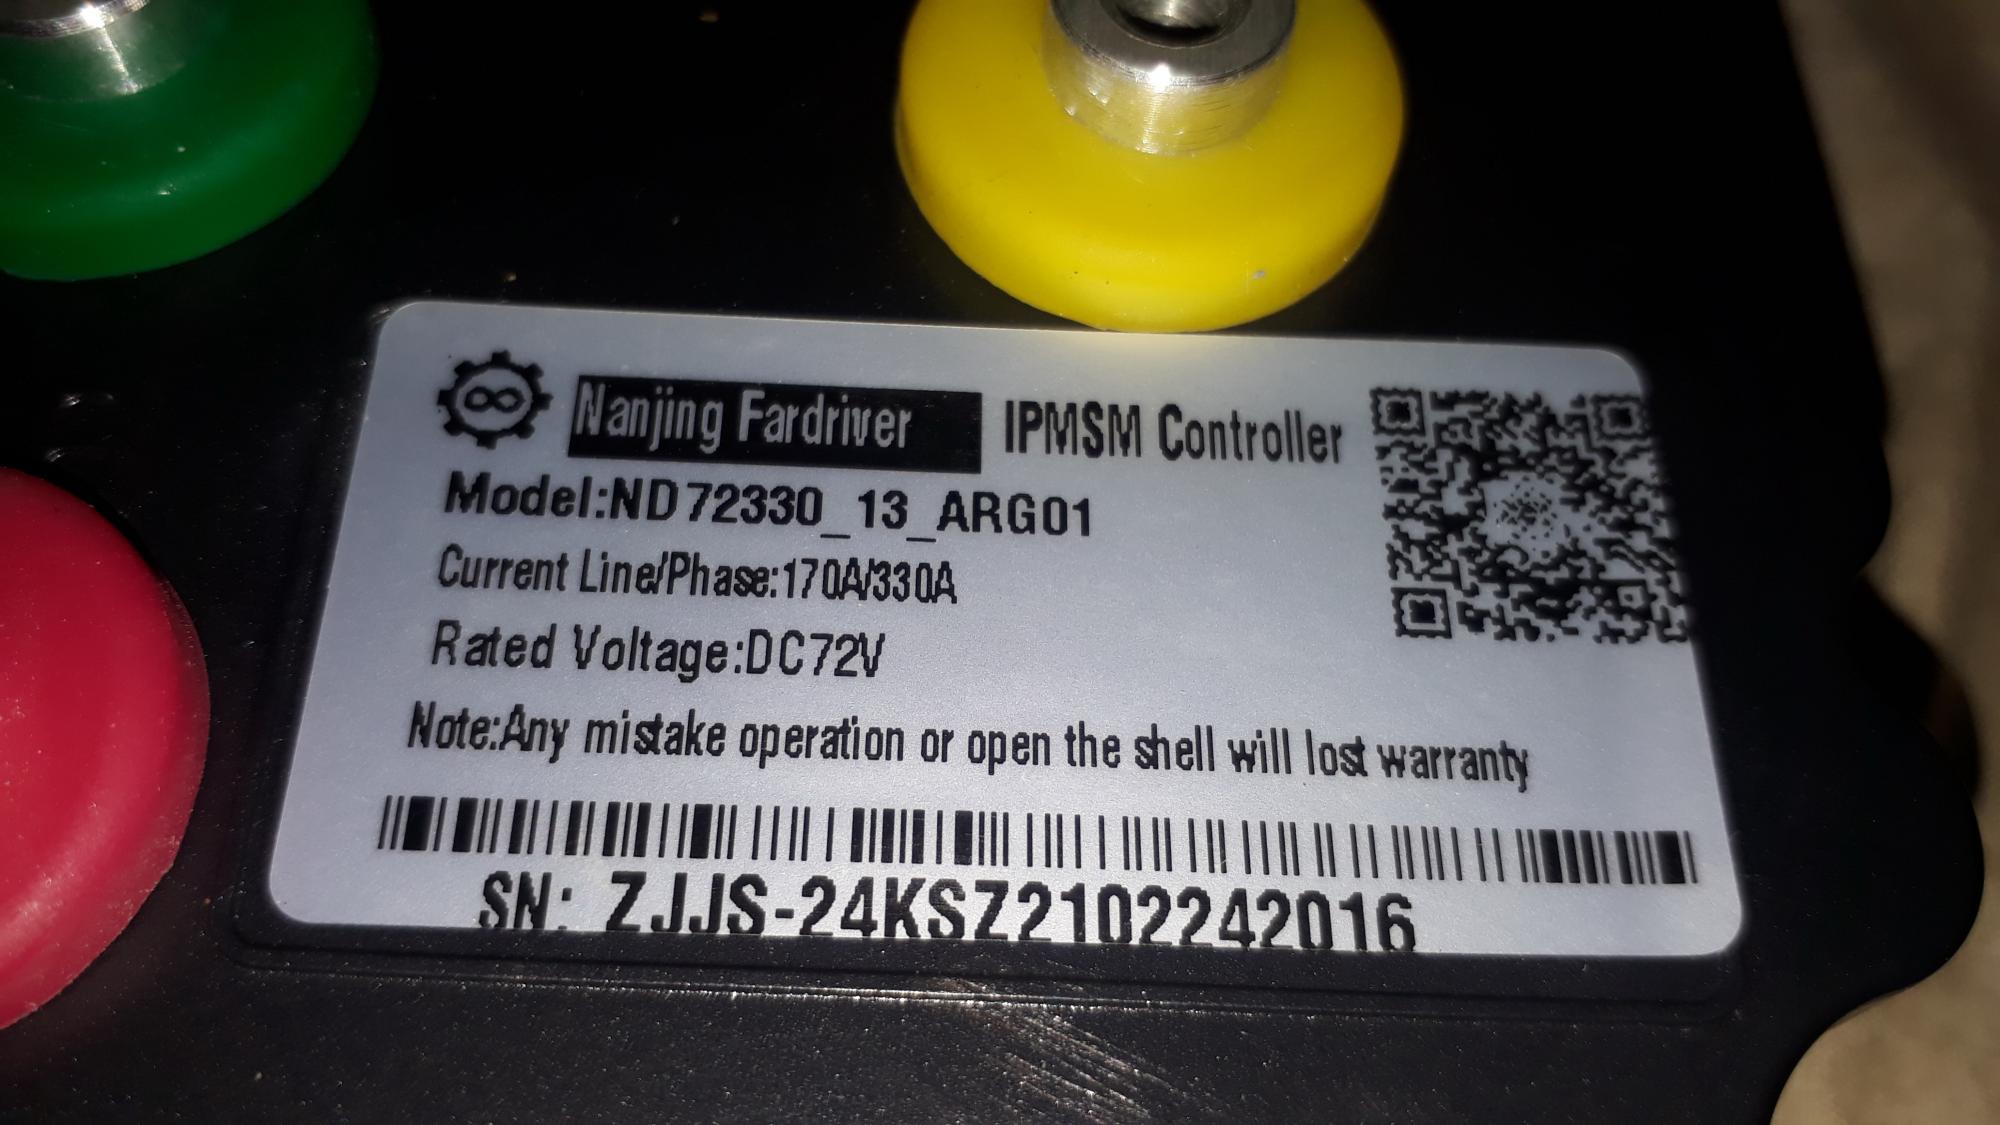 Nanjing Fardriver IPMSM Controller
Model:ND72330_13_ARG01
Current Line/Phase:170A/330A
Rated Voltage:DC72V
Note:Any mistake operation or open the shell will lost warranty
SN: ZJJS-24KSZ2102242016